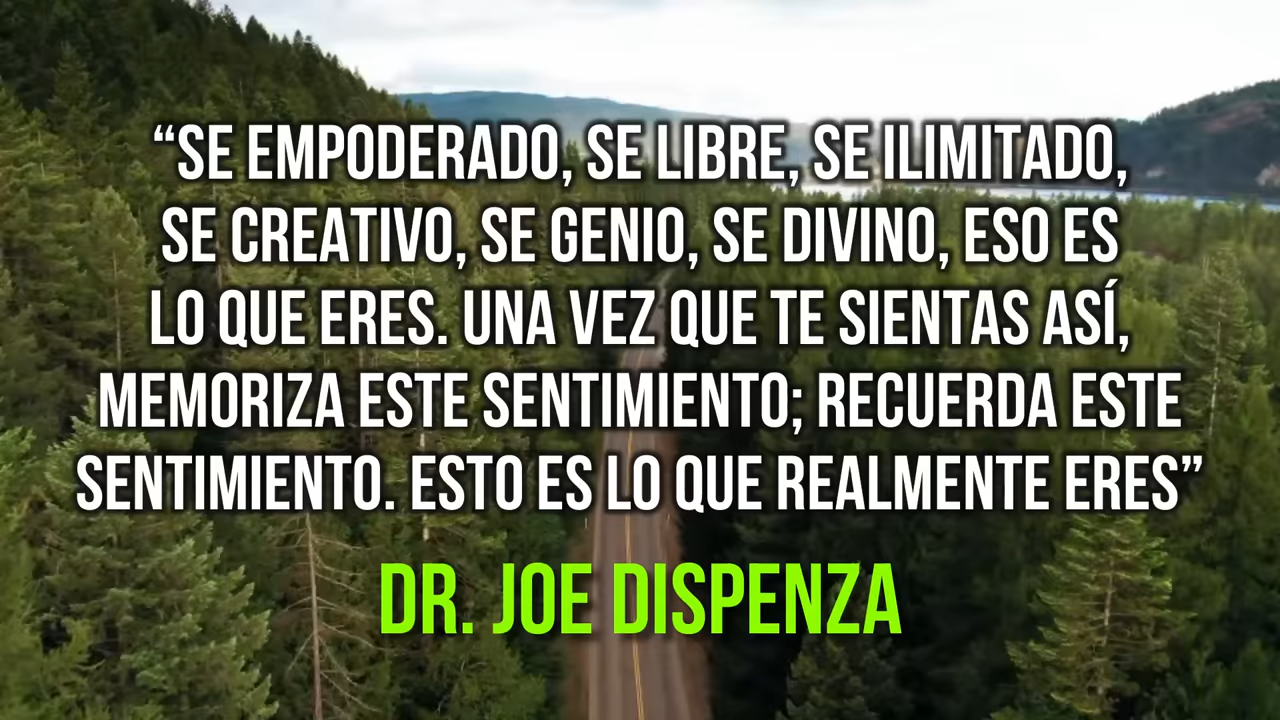 “SE EMPODERADO, SE LIBRE, SE ILIMITADO,
SE CREATIVO, SE GENIO, SE DIVINO, ESO ES
LO QUE ERES. UNA VEZ QUE TE SIENTAS ASÍ,
MEMORIZA ESTE SENTIMIENTO; RECUERDA ESTE
SENTIMIENTO. ESTO ES LO QUE REALMENTE ERES”
DR. JOE DISPENZA